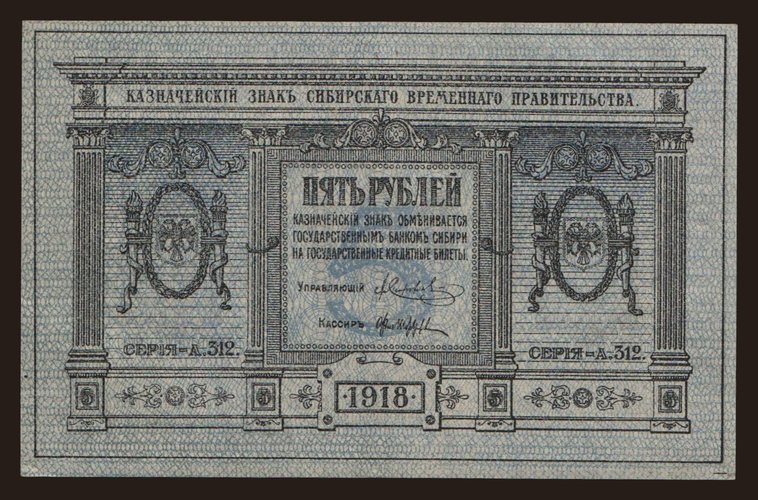 КАЗНАЧЕЙСКІЙ ЗНАКЪ СИБИРСКАГО ВРЕМЕННАГО ПРАВИТЕЛЬСТВА.
ПЯТЬ РУБЛЕЙ
КАЗНАЧЕЙСКІЙ ЗНАКЪ ОБМѢНИВАЕТСЯ
ГОСУДАРСТВЕННЫМЪ БАНКОМЪ СИБИРИ
НА ГОСУДАРСТВЕННЫЕ КРЕДИТНЫЕ БИЛЕТЫ.
УПРАВЛЯЮЩІЙ
КАССИРЪ
СЕРІЯ=А.312.
СЕРІЯ=А.312.
5 5 ·1918· 5 5